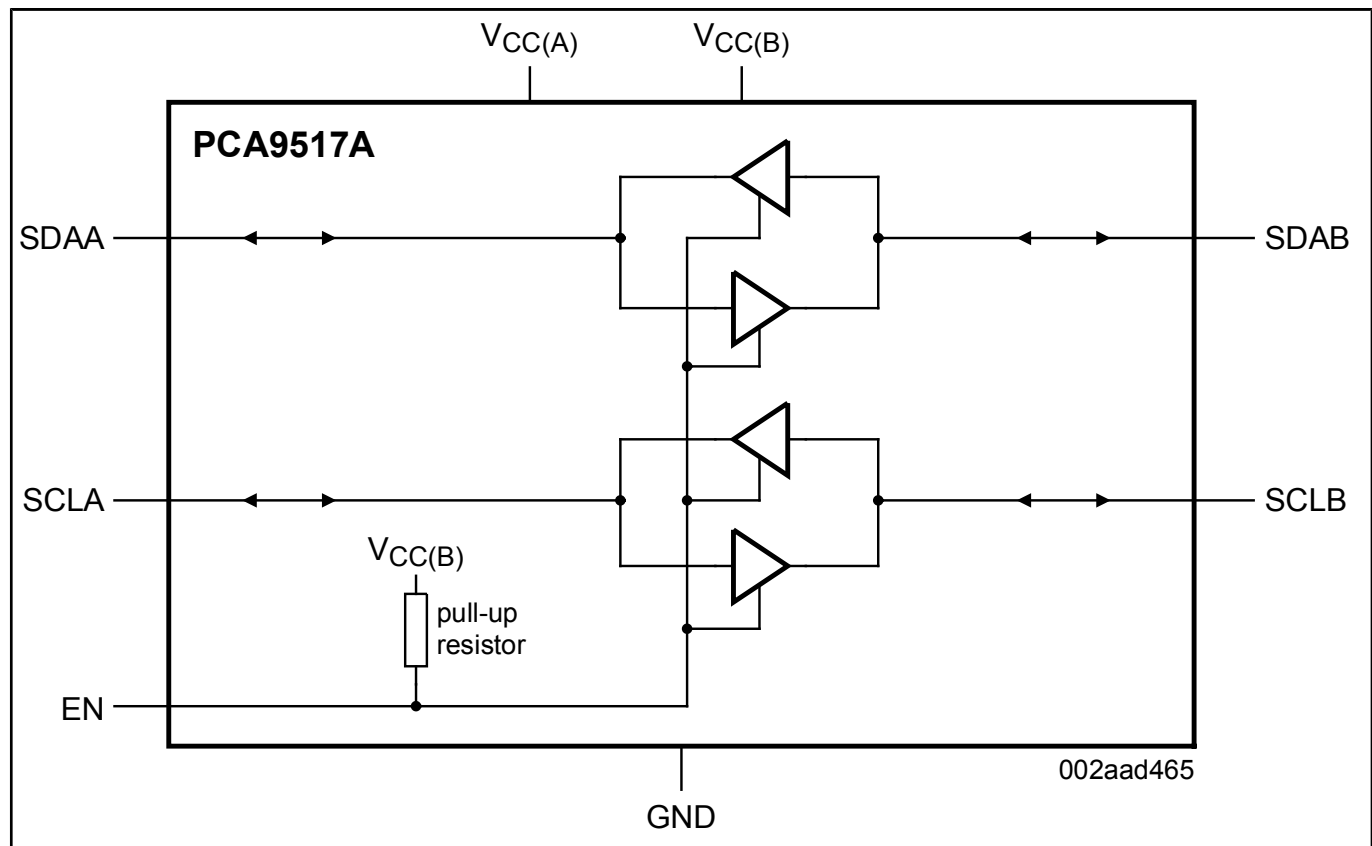 VCC(A)
VCC(B)
PCA9517A
SDAA
SDAB
SCLA
SCLB
VCC(B)
pull-up
resistor
EN
002aad465
GND